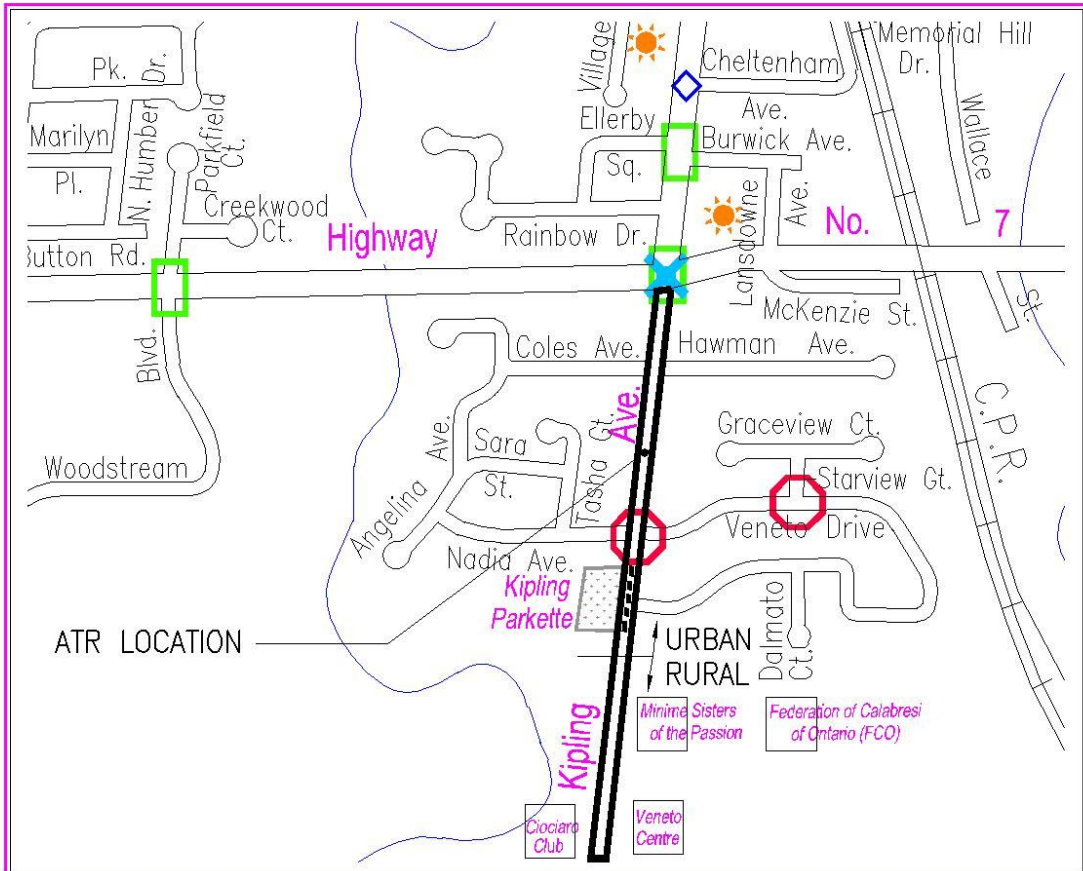 Pk.
Dr.
Marilyn
Pl.
N. Humber
Parkfield
Ct.
Creekwood
Ct.
Button Rd.
Highway
Village
Ellerby
Sq.
Rainbow Dr.
Cheltenham
Ave.
Burwick Ave.
Memorial Hill
Dr.
Wallace
St.
Lansdowne
Ave.
No.
7
McKenzie St.
Blvd.
Woodstream
Coles Ave.
Hawman Ave.
Ave.
Angelina
Ave.
Sara
St.
Tasha Ct.
Nadia Ave.
Graceview Ct.
Starview Gt.
Veneto Drive
C.P.R.
Kipling
Parkette
ATR LOCATION
URBAN
RURAL
Dalmato
Ct.
Kipling
Minime Sisters
of the Passion
Federation of Calabresi
of Ontario (FCO)
Ciociaro
Club
Veneto
Centre